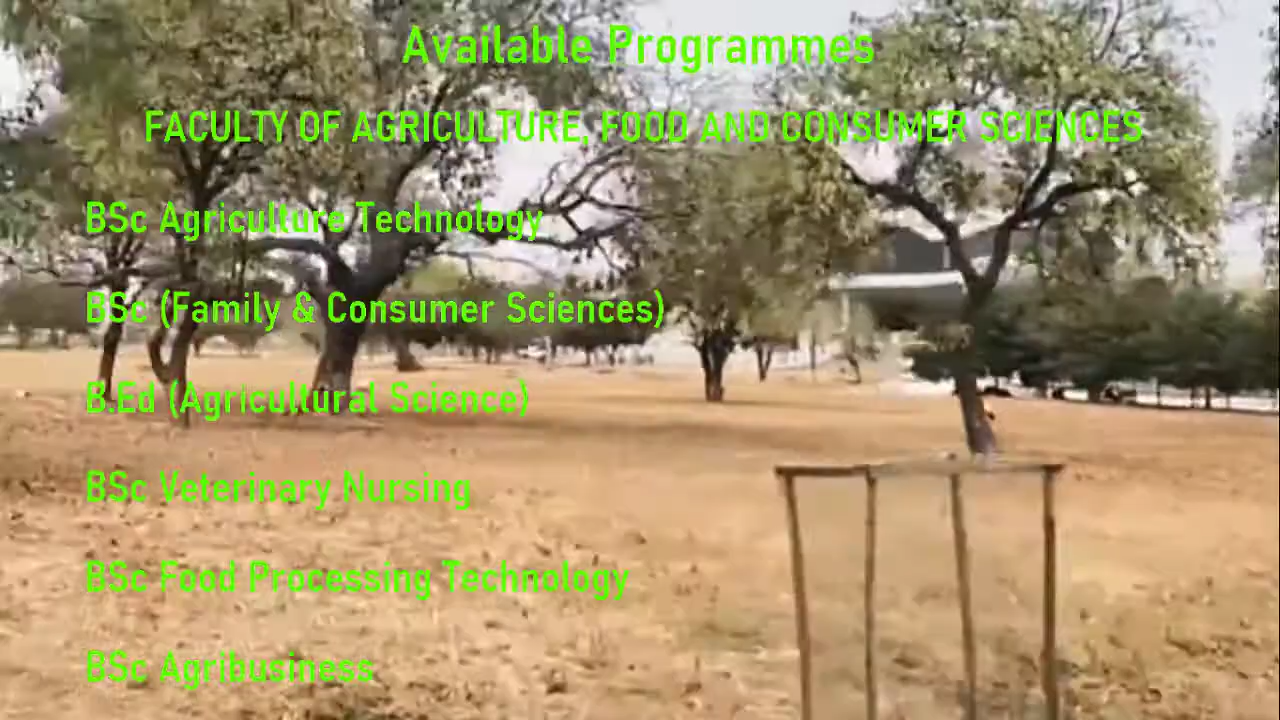 Available Programmes
FACULTY OF AGRICULTURE, FOOD AND CONSUMER SCIENCES
BSc Agriculture Technology
BSc (Family & Consumer Sciences)
B.Ed (Agricultural Science)
BSc Veterinary Nursing
BSc Food Processing Technology
BSc Agribusiness